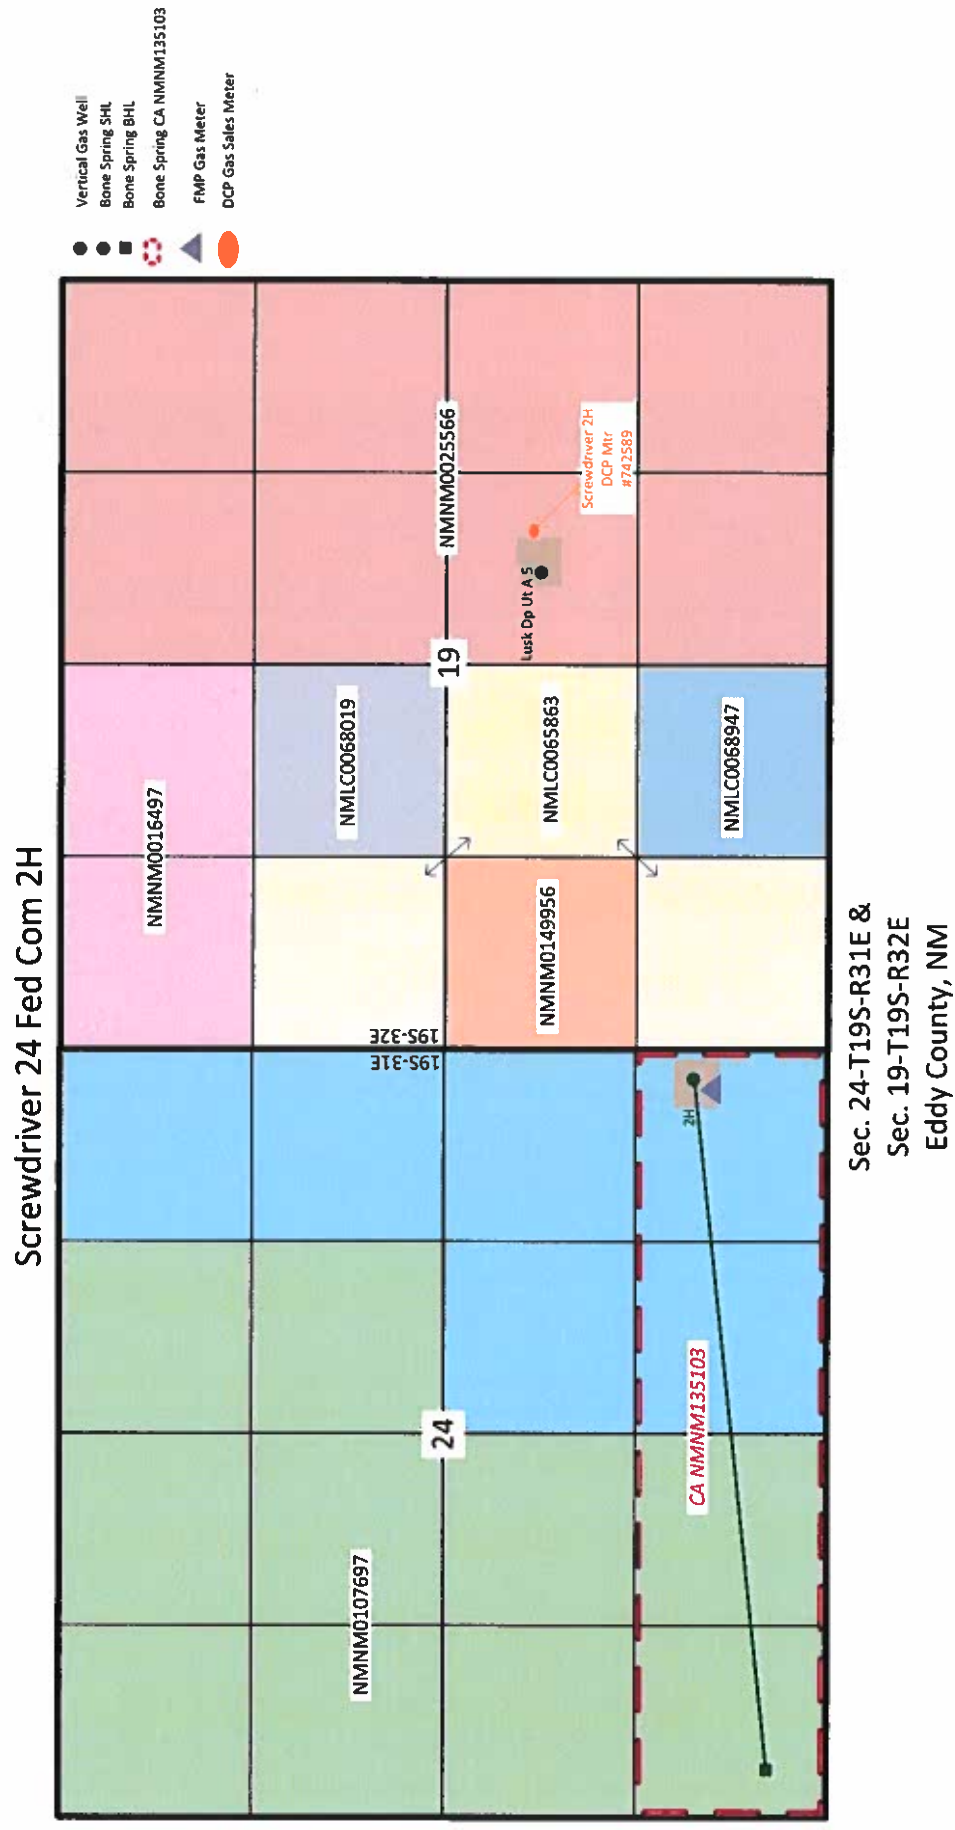 Screwdriver 24 Fed Com 2H
Vertical Gas Well
Bone Spring SHL
Bone Spring BHL
Bone Spring CA NMNM135103
FMP Gas Meter
DCP Gas Sales Meter
NMNM0016497
NMLC0068019
NMNM0107697
19S-31E
19S-32E
NMNM0025566
24
19
NMNM0149956
NMLC0065863
Lusk Dp Ut A 5
Screwdriver 2H
DCP Mtr
#742589
CA NMNM135103
2H
NMLC0068947
Sec. 24-T19S-R31E &
Sec. 19-T19S-R32E
Eddy County, NM